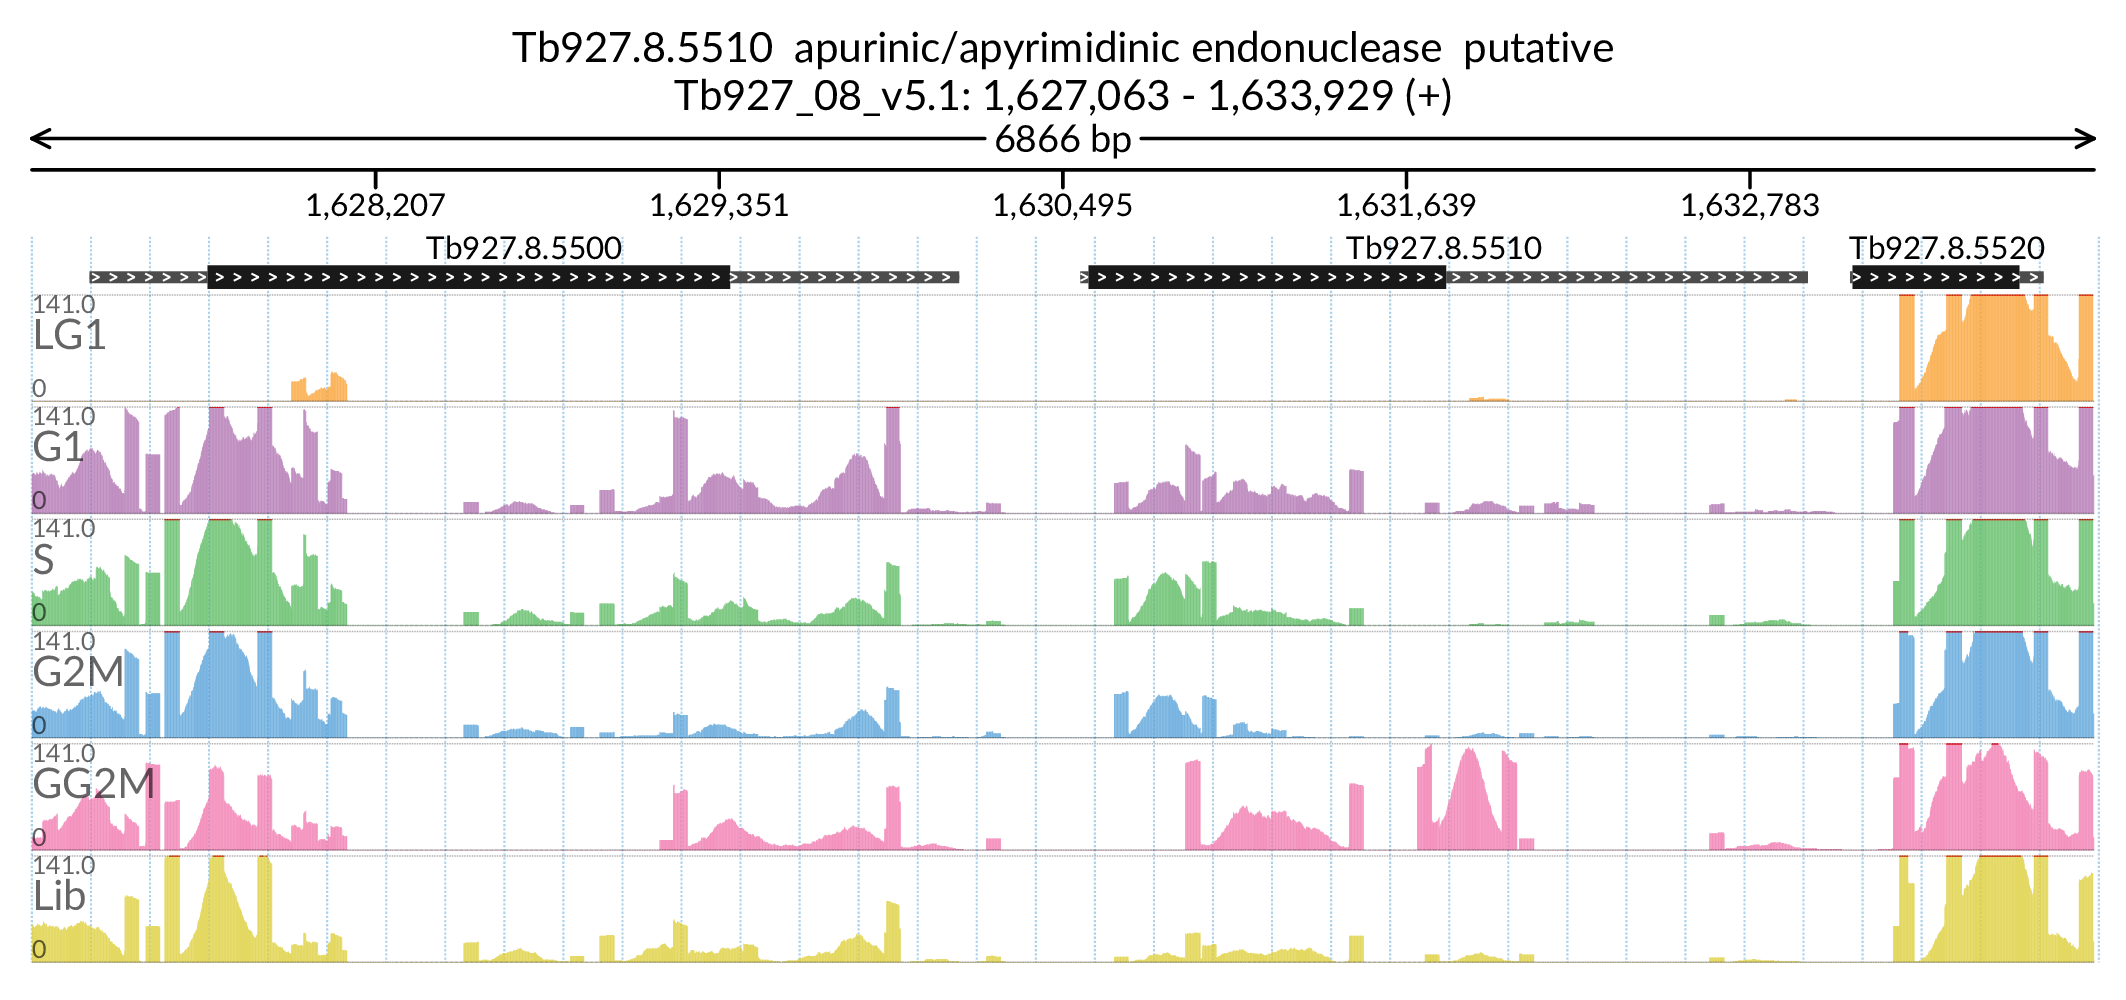 Tb927.8.5510 apurinic/apyrimidinic endonuclease putative
Tb927_08_v5.1: 1,627,063 - 1,633,929 (+)
6866 bp
1,628,207 1,629,351 1,630,495 1,631,639 1,632,783
Tb927.8.5500 Tb927.8.5510 Tb927.8.5520
141.0
LG1
0
141.0
G1
0
141.0
S
0
141.0
G2M
0
141.0
GG2M
0
141.0
Lib
0